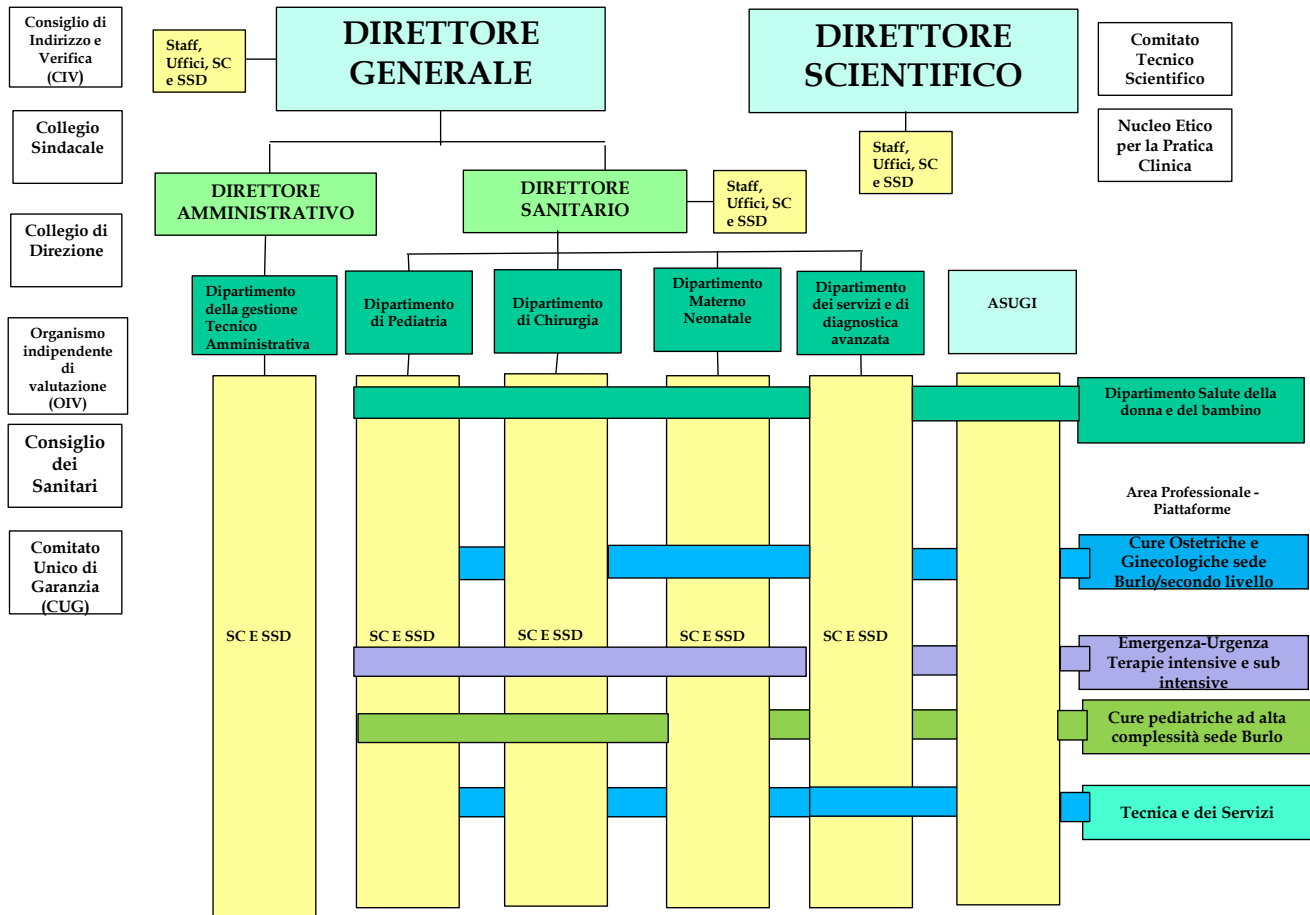 Consiglio di
Indirizzo e
Verifica
(CIV)
Staff,
Uffici, SC
e SSD
DIRETTORE
GENERALE
DIRETTORE
SCIENTIFICO
Comitato
Tecnico
Scientifico
Collegio
Sindacale
Staff,
Uffici, SC
e SSD
Nucleo Etico
per la Pratica
Clinica
DIRETTORE
AMMINISTRATIVO
DIRETTORE
SANITARIO
Staff,
Uffici, SC
e SSD
Collegio di
Direzione
Dipartimento
della gestione
Tecnico
Amministrativa
Dipartimento
di Pediatria
Dipartimento
di Chirurgia
Dipartimento
Materno
Neonatale
Dipartimento
dei servizi e di
diagnostica
avanzata
ASUGI
Organismo
indipendente
di
valutazione
(OIV)
Dipartimento Salute della
donna e del bambino
Consiglio
dei
Sanitari
Area Professionale -
Piattaforme
Comitato
Unico di
Garanzia
(CUG)
Cure Ostetriche e
Ginecologiche sede
Burlo/secondo livello
SC E SSD
SC E SSD
SC E SSD
SC E SSD
SC E SSD
Emergenza-Urgenza
Terapie intensive e sub
intensive
Cure pediatriche ad alta
complessità sede Burlo
Tecnica e dei Servizi